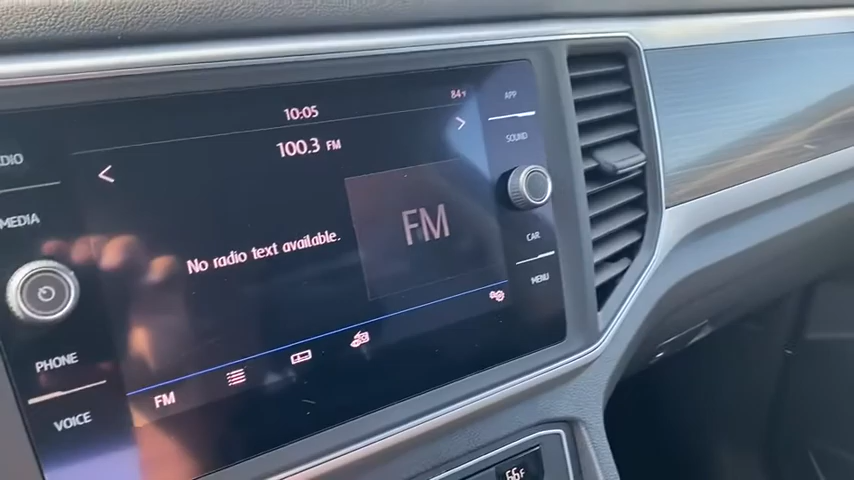 10:05
84°F
APP
100.3 FM
SOUND
MEDIA
FM
No radio text available.
CAR
MENU
PHONE
FM
VOICE
66°F